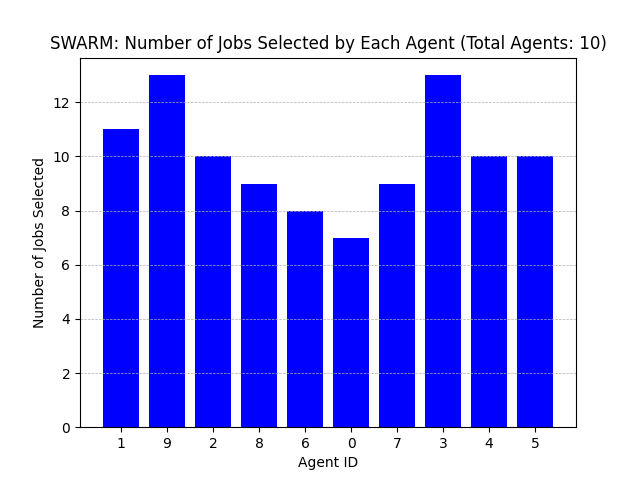 SWARM: Number of Jobs Selected by Each Agent (Total Agents: 10)
12
10
8
6
4
2
0
Number of Jobs Selected
1 9 2 8 6 0 7 3 4 5
Agent ID